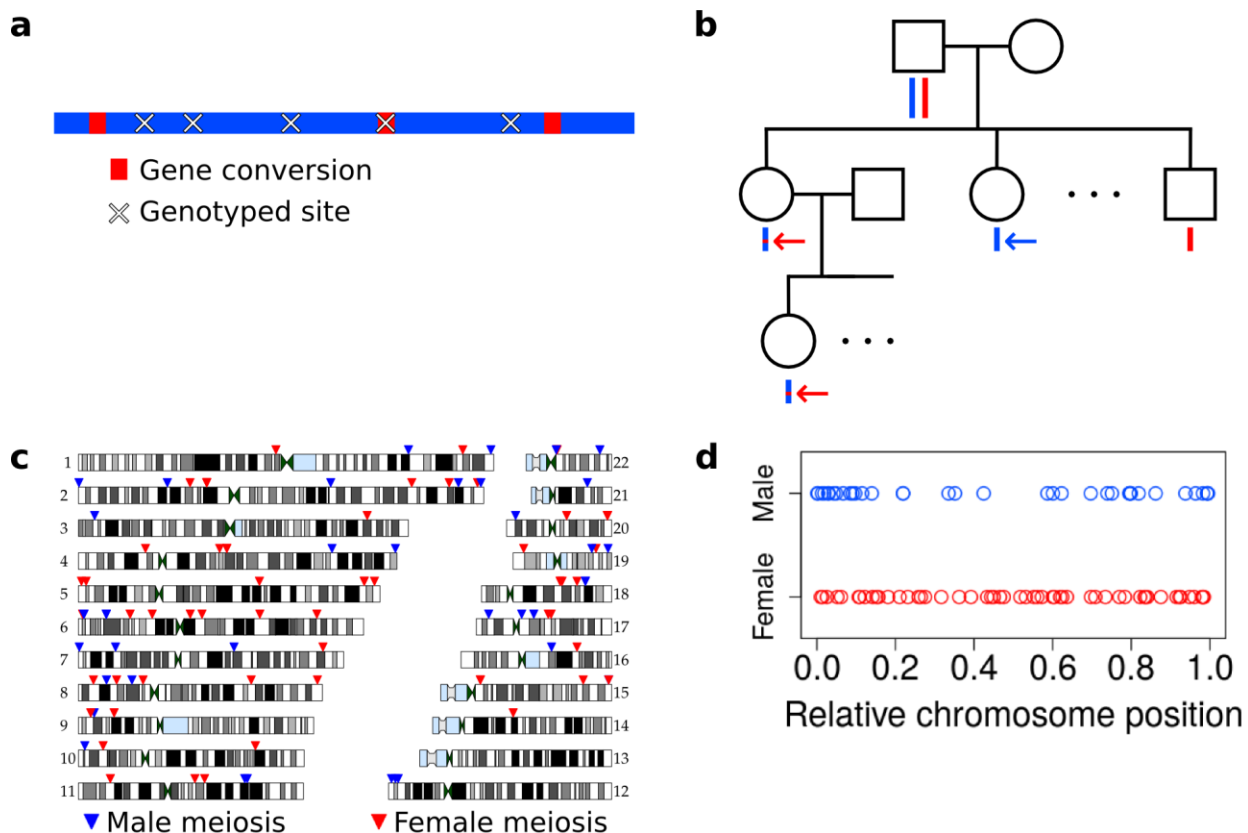 a
Gene conversion
Genotyped site
b
. . .
. . .
c
1 22
2 21
3 20
4 19
5 18
6 17
7 16
8 15
9 14
10 13
11 12
Male meiosis Female meiosis
d
Male
Female
0.0 0.2 0.4 0.6 0.8 1.0
Relative chromosome position